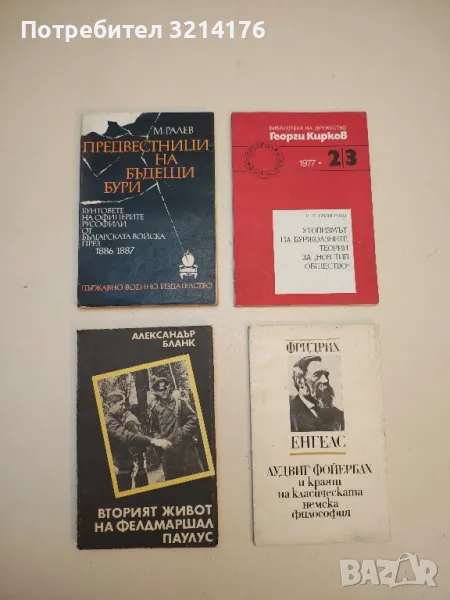 Потребител 3214176
М. ГАЛЕВ
ПРЕДВЕСТНИЦИ
НА
БЪДЕЩИ
БУРИ
БУНТОВЕТЕ
НА ОФИЦЕРИТЕ
РУСОФИЛИ
ОТ
БЪЛГАРСКАТА ВОЙСКА
ПРЕЗ
1886-1887
ДЪРЖАВНО ВОЕННО ИЗДАТЕЛСТВО
БИБЛИОТЕКА НА ДРУЖЕСТВО
Георги Кирков
1977 • 2/3
УТОПИЗМЪТ
НА БУРЖОАЗНИТЕ
ТЕОРИИ
ЗА „НОВ ТИП
ОБЩЕСТВО"
АЛЕКСАНДЪР
БЛАНК
ВТОРИЯТ ЖИВОТ
НА ФЕЛДМАРШАЛ
ПАУЛУС
ФРИДРИХ
ЕНГЕЛС
ЛУДВИГ ФОЙЕРБАХ
и краят
на класическата
немска
философия
BAZAR